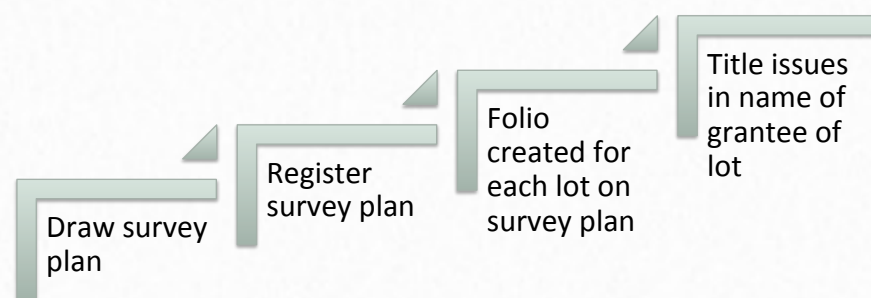 Draw survey
plan
Register
survey plan
Folio
created for
each lot on
survey plan
Title issues
in name of
grantee of
lot